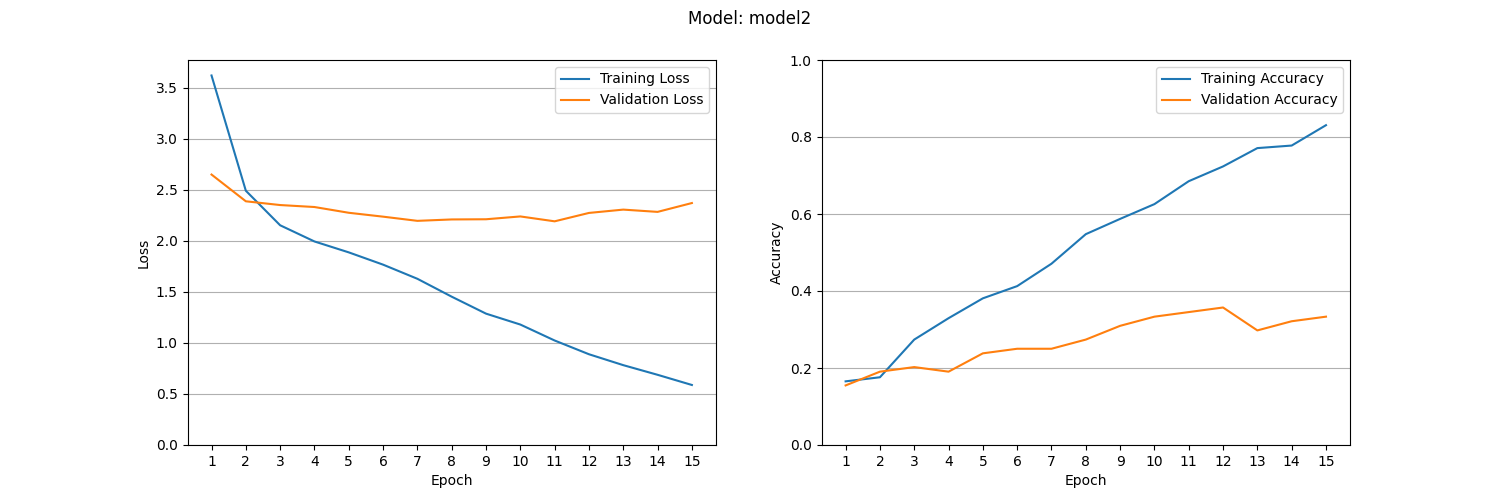 Model: model2
Training Loss
Validation Loss
3.5
3.0
2.5
2.0
1.5
1.0
0.5
0.0
Loss
1 2 3 4 5 6 7 8 9 10 11 12 13 14 15
Epoch
Training Accuracy
Validation Accuracy
1.0
0.8
0.6
0.4
0.2
0.0
Accuracy
1 2 3 4 5 6 7 8 9 10 11 12 13 14 15
Epoch